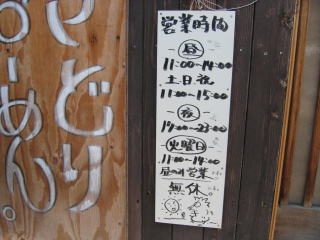 営業時間
昼
11:00〜14:00
土日祝
11:00〜15:00
夜
17:00〜23:00
火曜日
11:00〜14:00
昼のみ営業
無休。
どり
らーめん。